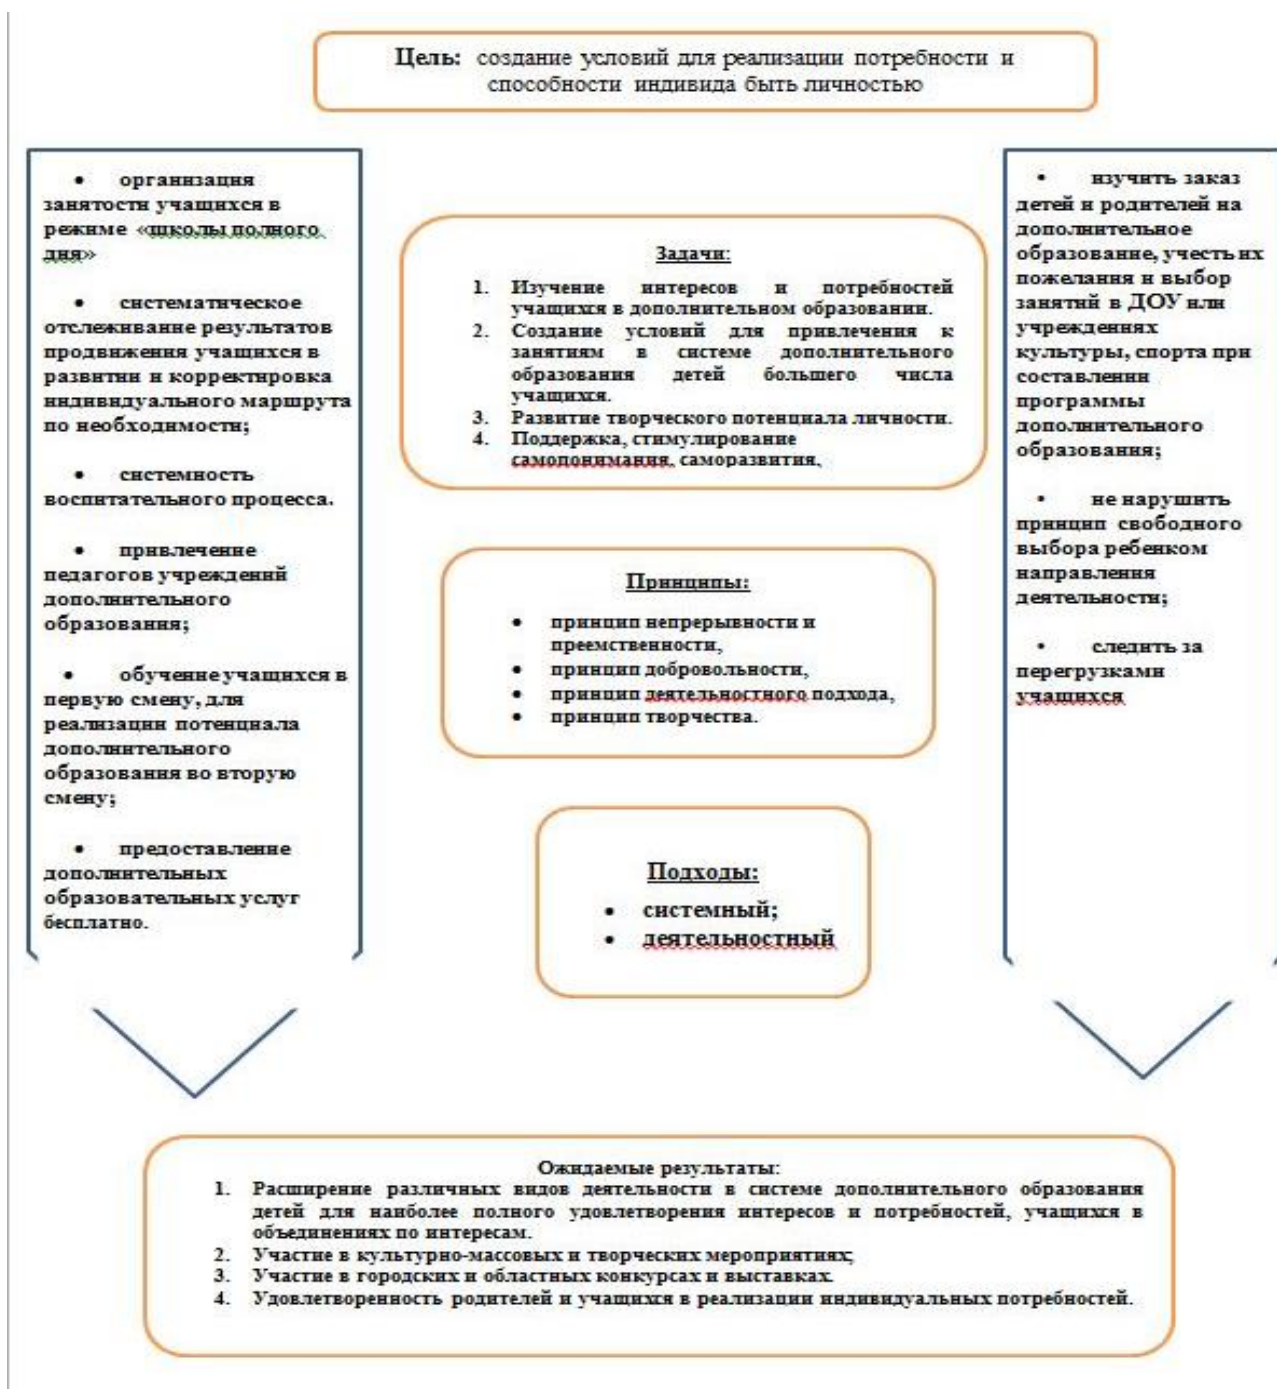 Цель: создание условий для реализации потребности и
способности индивида быть личностью
• организация
занятости учащихся в
режиме «школы полного
дня»
• систематическое
отслеживание результатов
продвижения учащихся в
развитии и корректировка
индивидуального маршрута
по необходимости;
• системность
воспитательного процесса.
• привлечение
педагогов учреждений
дополнительного
образования;
• обучение учащихся в
первую смену, для
реализации потенциала
дополнительного
образования во вторую
смену;
• предоставление
дополнительных
образовательных услуг
бесплатно.
Задачи:
1. Изучение интересов и потребностей
учащихся в дополнительном образовании.
2. Создание условий для привлечения к
занятиям в системе дополнительного
образования детей большего числа
учащихся.
3. Развитие творческого потенциала личности.
4. Поддержка, стимулирование
самопонимания, саморазвития,
Принципы:
• принцип непрерывности и
преемственности,
• принцип добровольности,
• принцип деятельностного подхода,
• принцип творчества.
Подходы:
• системный;
• деятельностный
• изучить заказ
детей и родителей на
дополнительное
образование, учесть их
пожелания и выбор
занятий в ДОУ или
учреждениях
культуры, спорта при
составлении
программы
дополнительного
образования;
• не нарушить
принцип свободного
выбора ребенком
направления
деятельности;
• следить за
перегрузками
учащихся
Ожидаемые результаты:
1. Расширение различных видов деятельности в системе дополнительного образования
детей для наиболее полного удовлетворения интересов и потребностей, учащихся в
объединениях по интересам.
2. Участие в культурно-массовых и творческих мероприятиях,
3. Участие в городских и областных конкурсах и выставках.
4. Удовлетворенность родителей и учащихся в реализации индивидуальных потребностей.